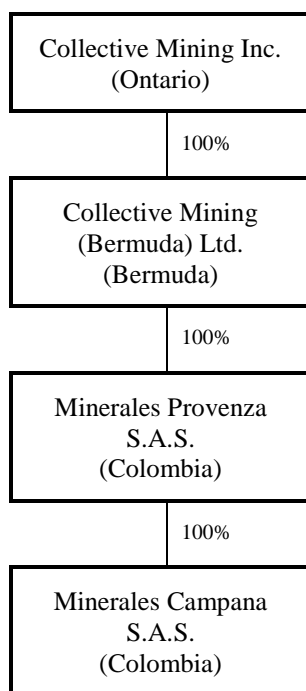 Collective Mining Inc.
(Ontario)
100%
Collective Mining
(Bermuda) Ltd.
(Bermuda)
100%
Minerales Provenza
S.A.S.
(Colombia)
100%
Minerales Campana
S.A.S.
(Colombia)